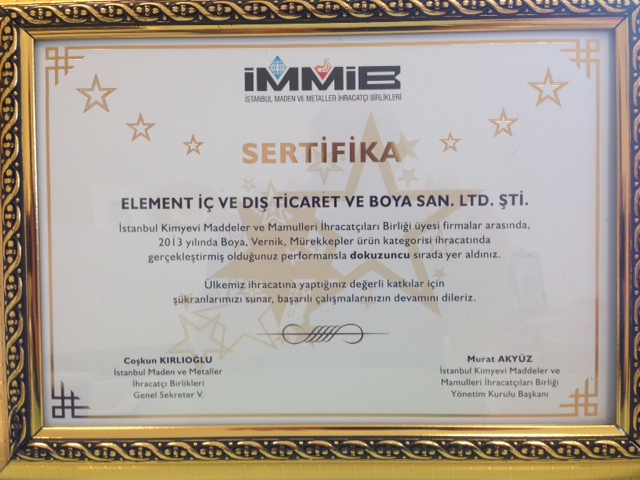 İMMİB
İSTANBUL MADEN VE METALLER İHRACATÇI BİRLİKLERİ
SERTİFİKA
ELEMENT İÇ VE DIŞ TİCARET VE BOYA SAN. LTD. ŞTİ.
İstanbul Kimyevi Maddeler ve Mamulleri İhracatçıları Birliği üyesi firmalar arasında,
2013 yılında Boya, Vernik, Mürekkepler ürün kategorisi ihracatında
gerçekleştirmiş olduğunuz performansla dokuzuncu sırada yer aldınız.
Ülkemiz ihracatına yaptığınız değerli katkılar için
şükranlarımızı sunar, başarılı çalışmalarınızın devamını dileriz.
Coşkun KIRLIOĞLU
İstanbul Maden ve Metaller
İhracatçı Birlikleri
Genel Sekreter V.
Murat AKYÜZ
İstanbul Kimyevi Maddeler ve
Mamulleri İhracatçıları Birliği
Yönetim Kurulu Başkanı